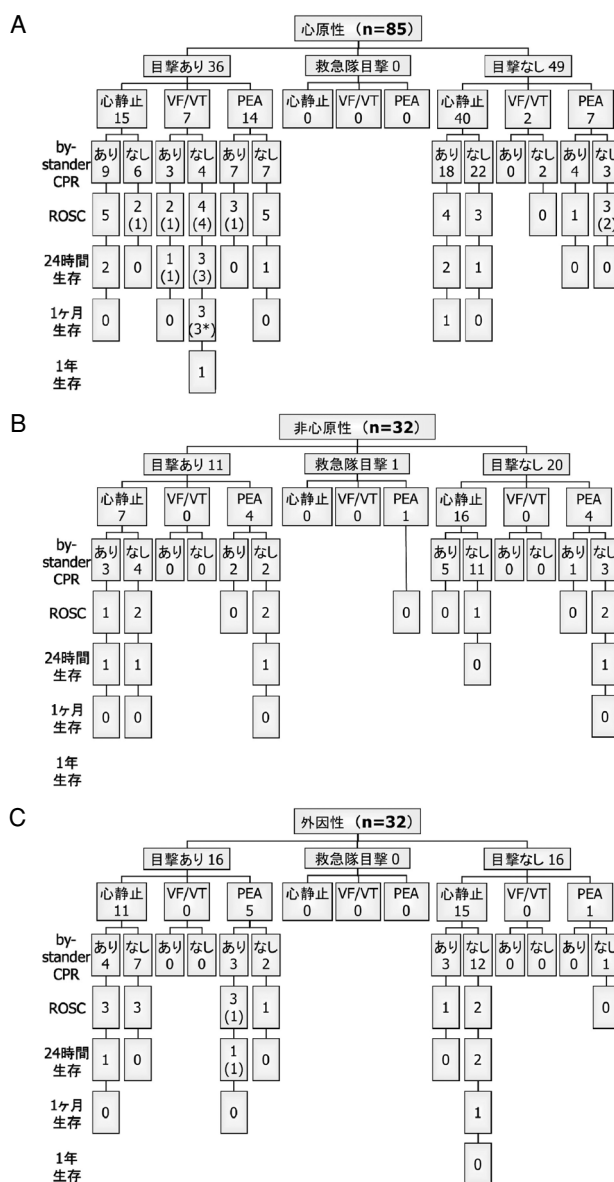 A
心原性 (n=85)
目撃あり 36 救急隊目撃 0 目撃なし 49
心静止 VF/VT PEA 心静止 VF/VT PEA 心静止 VF/VT PEA
15 7 14 0 0 0 40 2 7
by-
stander
CPR
あり なし あり なし あり なし あり なし あり なし あり なし
9 6 3 4 7 7 18 22 0 2 4 3
ROSC 5 2 2 4 3 5 4 3 0 1 3
(1) (1) (4) (1) (2)
24時間
生存
2 0 1 3 0 1 2 1 0 0
(1) (3)
1ヶ月
生存
0 0 3 0 1 0
(3*)
1年
生存
1
B
非心原性 (n=32)
目撃あり 11 救急隊目撃 1 目撃なし 20
心静止 VF/VT PEA 心静止 VF/VT PEA 心静止 VF/VT PEA
7 0 4 0 0 1 16 0 4
by-
stander
CPR
あり なし あり なし あり なし あり なし あり なし あり なし
3 4 0 0 2 2 5 11 0 0 1 3
ROSC 1 2 0 2 0 0 1 0 2
24時間
生存
1 1 1 0 1
1ヶ月
生存
0 0 0 0
1年
生存
C
外因性 (n=32)
目撃あり 16 救急隊目撃 0 目撃なし 16
心静止 VF/VT PEA 心静止 VF/VT PEA 心静止 VF/VT PEA
11 0 5 0 0 0 15 0 1
by-
stander
CPR
あり なし あり なし あり なし あり なし あり なし あり なし
4 7 0 0 3 2 3 12 0 0 0 1
ROSC 3 3 3 1 1 2 0
(1)
24時間
生存
1 0 1 0 0 2
(1)
1ヶ月
生存
0 0 1
1年
生存
0